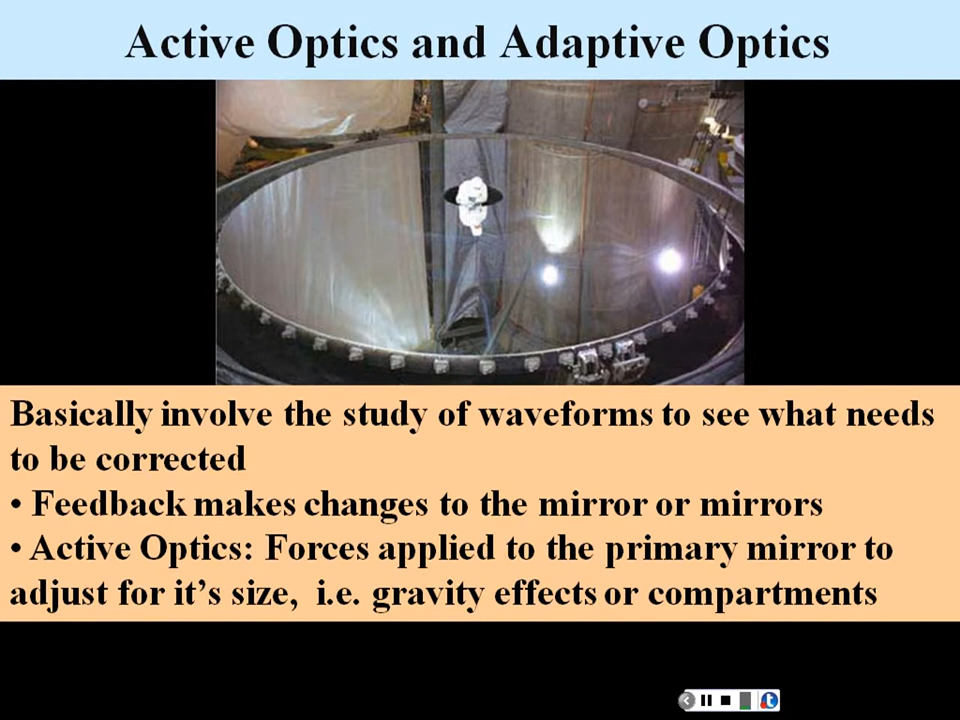 Active Optics and Adaptive Optics
Basically involve the study of waveforms to see what needs
to be corrected
• Feedback makes changes to the mirror or mirrors
• Active Optics: Forces applied to the primary mirror to
adjust for it’s size,  i.e. gravity effects or compartments